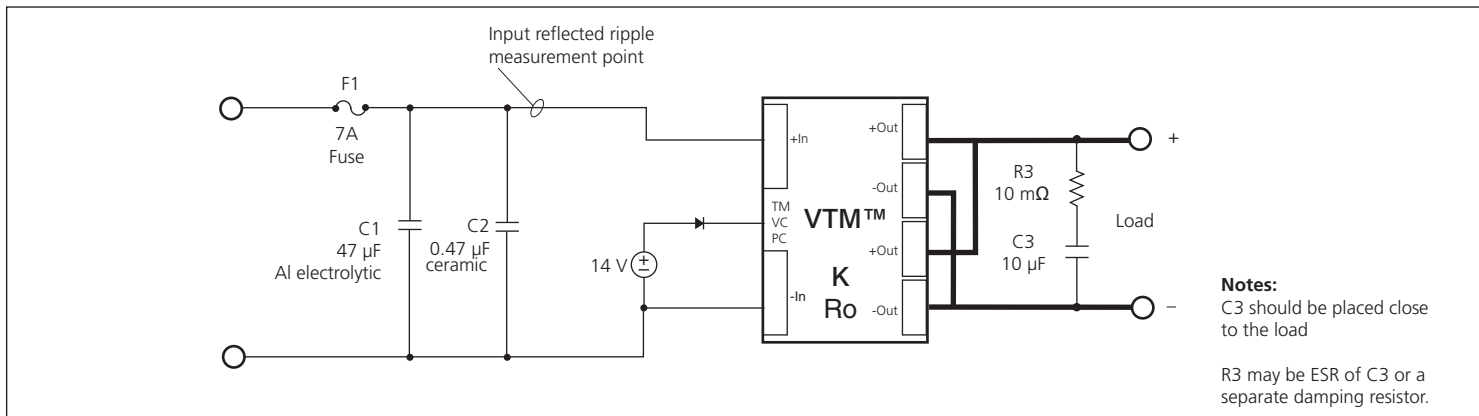 Input reflected ripple
measurement point
F1
7A
Fuse
C1
47 µF
Al electrolytic
C2
0.47 µF
ceramic
14 V
+In
TM
VC
PC
-In
VTM™
K
Ro
+Out
-Out
+Out
-Out
R3
10 mΩ
C3
10 µF
+
Load
–
Notes:
C3 should be placed close
to the load
R3 may be ESR of C3 or a
separate damping resistor.